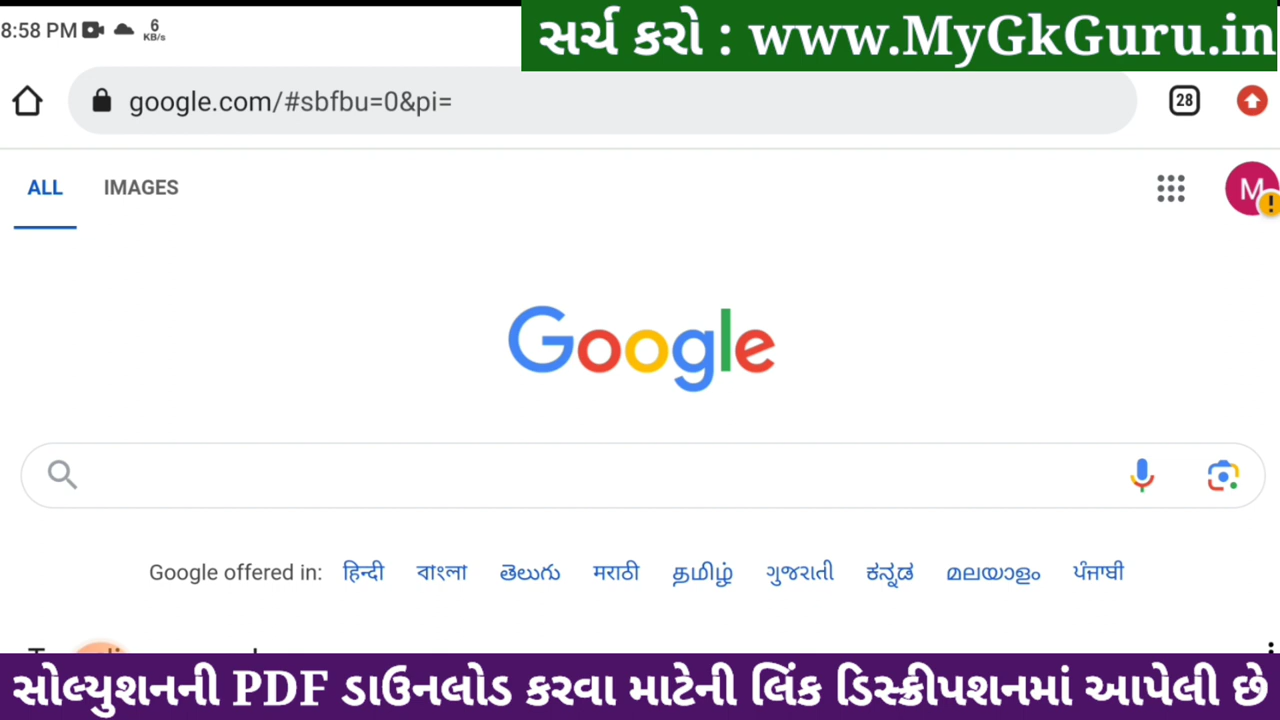 8:58 PM 6 KB/s
સર્ચ કરો : www.MyGkGuru.in
google.com/#sbfbu=0&pi=
28
ALL IMAGES
M
Google
Google offered in: हिन्दी বাংলা తెలుగు मराठी தமிழ் ગુજરાતી ಕನ್ನಡ മലയാളം ਪੰਜਾਬੀ
સોલ્યુશનની PDF ડાઉનલોડ કરવા માટેની લિંક ડિસ્ક્રીપશનમાં આપેલી છે